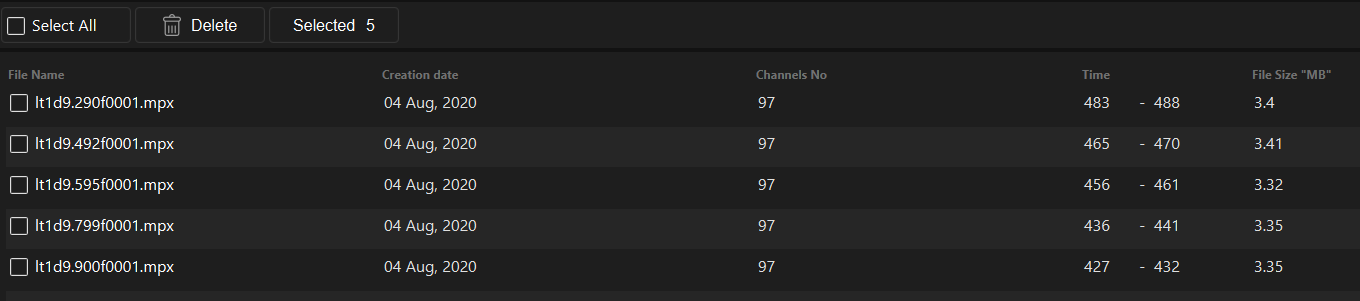 Select All Delete Selected 5
File Name Creation date Channels No Time File Size "MB"
lt1d9.290f0001.mpx 04 Aug, 2020 97 483 - 488 3.4
lt1d9.492f0001.mpx 04 Aug, 2020 97 465 - 470 3.41
lt1d9.595f0001.mpx 04 Aug, 2020 97 456 - 461 3.32
lt1d9.799f0001.mpx 04 Aug, 2020 97 436 - 441 3.35
lt1d9.900f0001.mpx 04 Aug, 2020 97 427 - 432 3.35